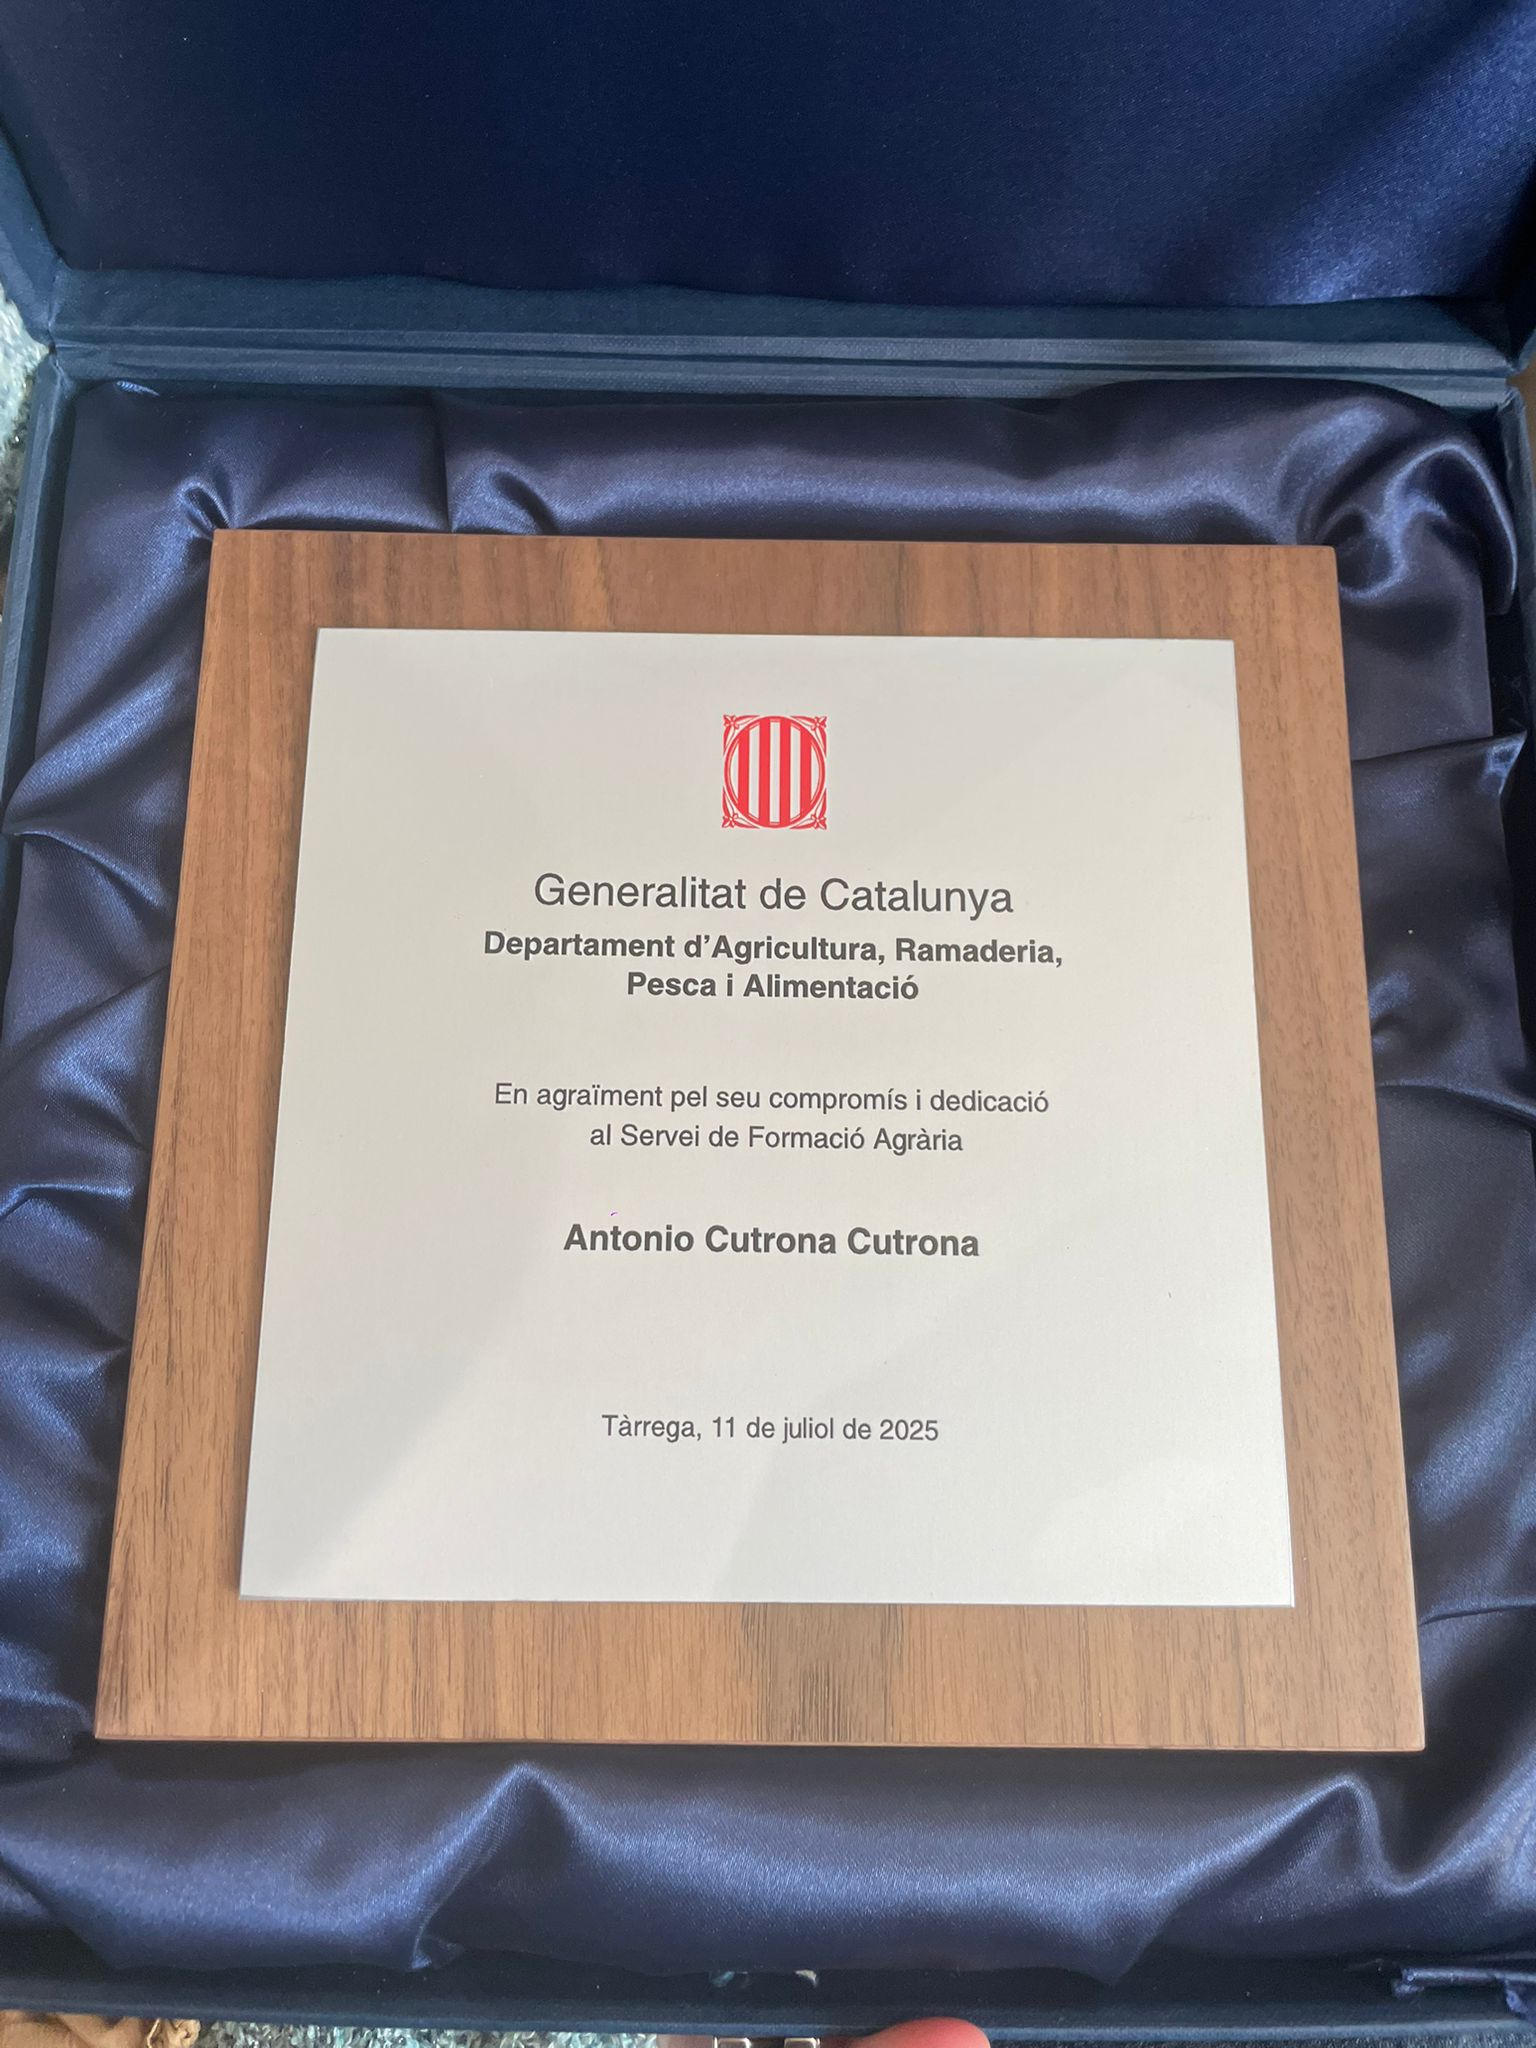 Generalitat de Catalunya
Departament d’Agricultura, Ramaderia,
Pesca i Alimentació
En agraïment pel seu compromís i dedicació
al Servei de Formació Agrària
Antonio Cutrona Cutrona
Tàrrega, 11 de juliol de 2025